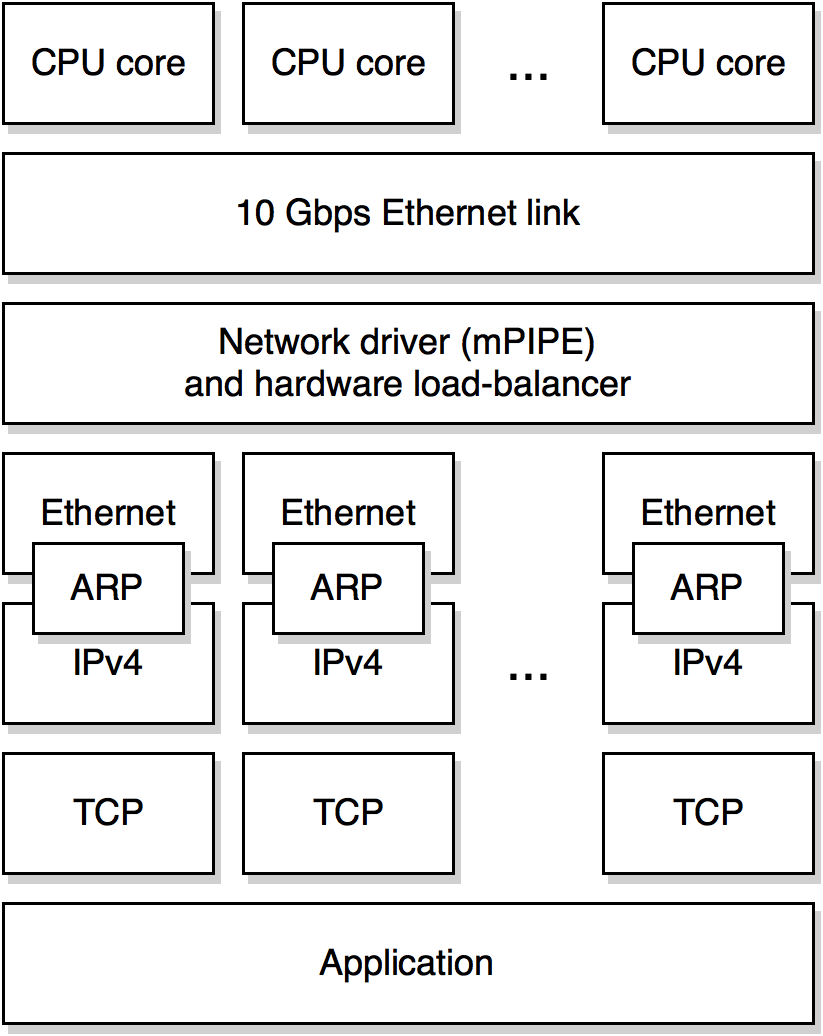 CPU core CPU core ... CPU core
10 Gbps Ethernet link
Network driver (mPIPE)
and hardware load-balancer
Ethernet Ethernet Ethernet
ARP ARP ARP
IPv4 IPv4 ... IPv4
TCP TCP TCP
Application